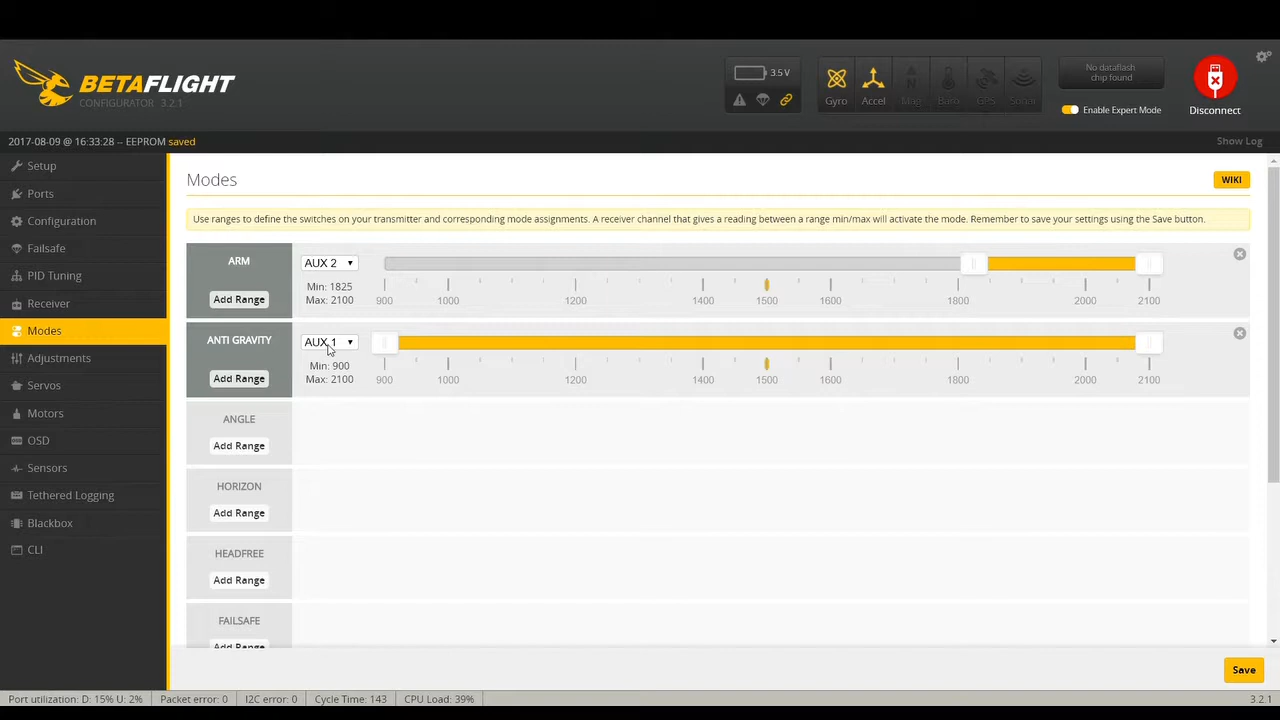 BETAFLIGHT
CONFIGURATOR 3.2.1
3.5 V
Gyro
Accel
Mag
Baro
GPS
Sonar
No dataflash
chip found
Enable Expert Mode
Disconnect
2017-08-09 @ 16:33:28 -- EEPROM saved
Show Log
Setup
Ports
Configuration
Failsafe
PID Tuning
Receiver
Modes
Adjustments
Servos
Motors
OSD
Sensors
Tethered Logging
Blackbox
CLI
Modes
WIKI
Use ranges to define the switches on your transmitter and corresponding mode assignments. A receiver channel that gives a reading between a range min/max will activate the mode. Remember to save your settings using the Save button.
ARM
Add Range
AUX 2
Min: 1825
Max: 2100
900 1000 1200 1400 1500 1600 1800 2000 2100
ANTI GRAVITY
Add Range
AUX 1
Min: 900
Max: 2100
900 1000 1200 1400 1500 1600 1800 2000 2100
ANGLE
Add Range
HORIZON
Add Range
HEADFREE
Add Range
FAILSAFE
Add Range
Save
Port utilization: D: 15% U: 2% Packet error: 0 I2C error: 0 Cycle Time: 143 CPU Load: 39% 3.2.1